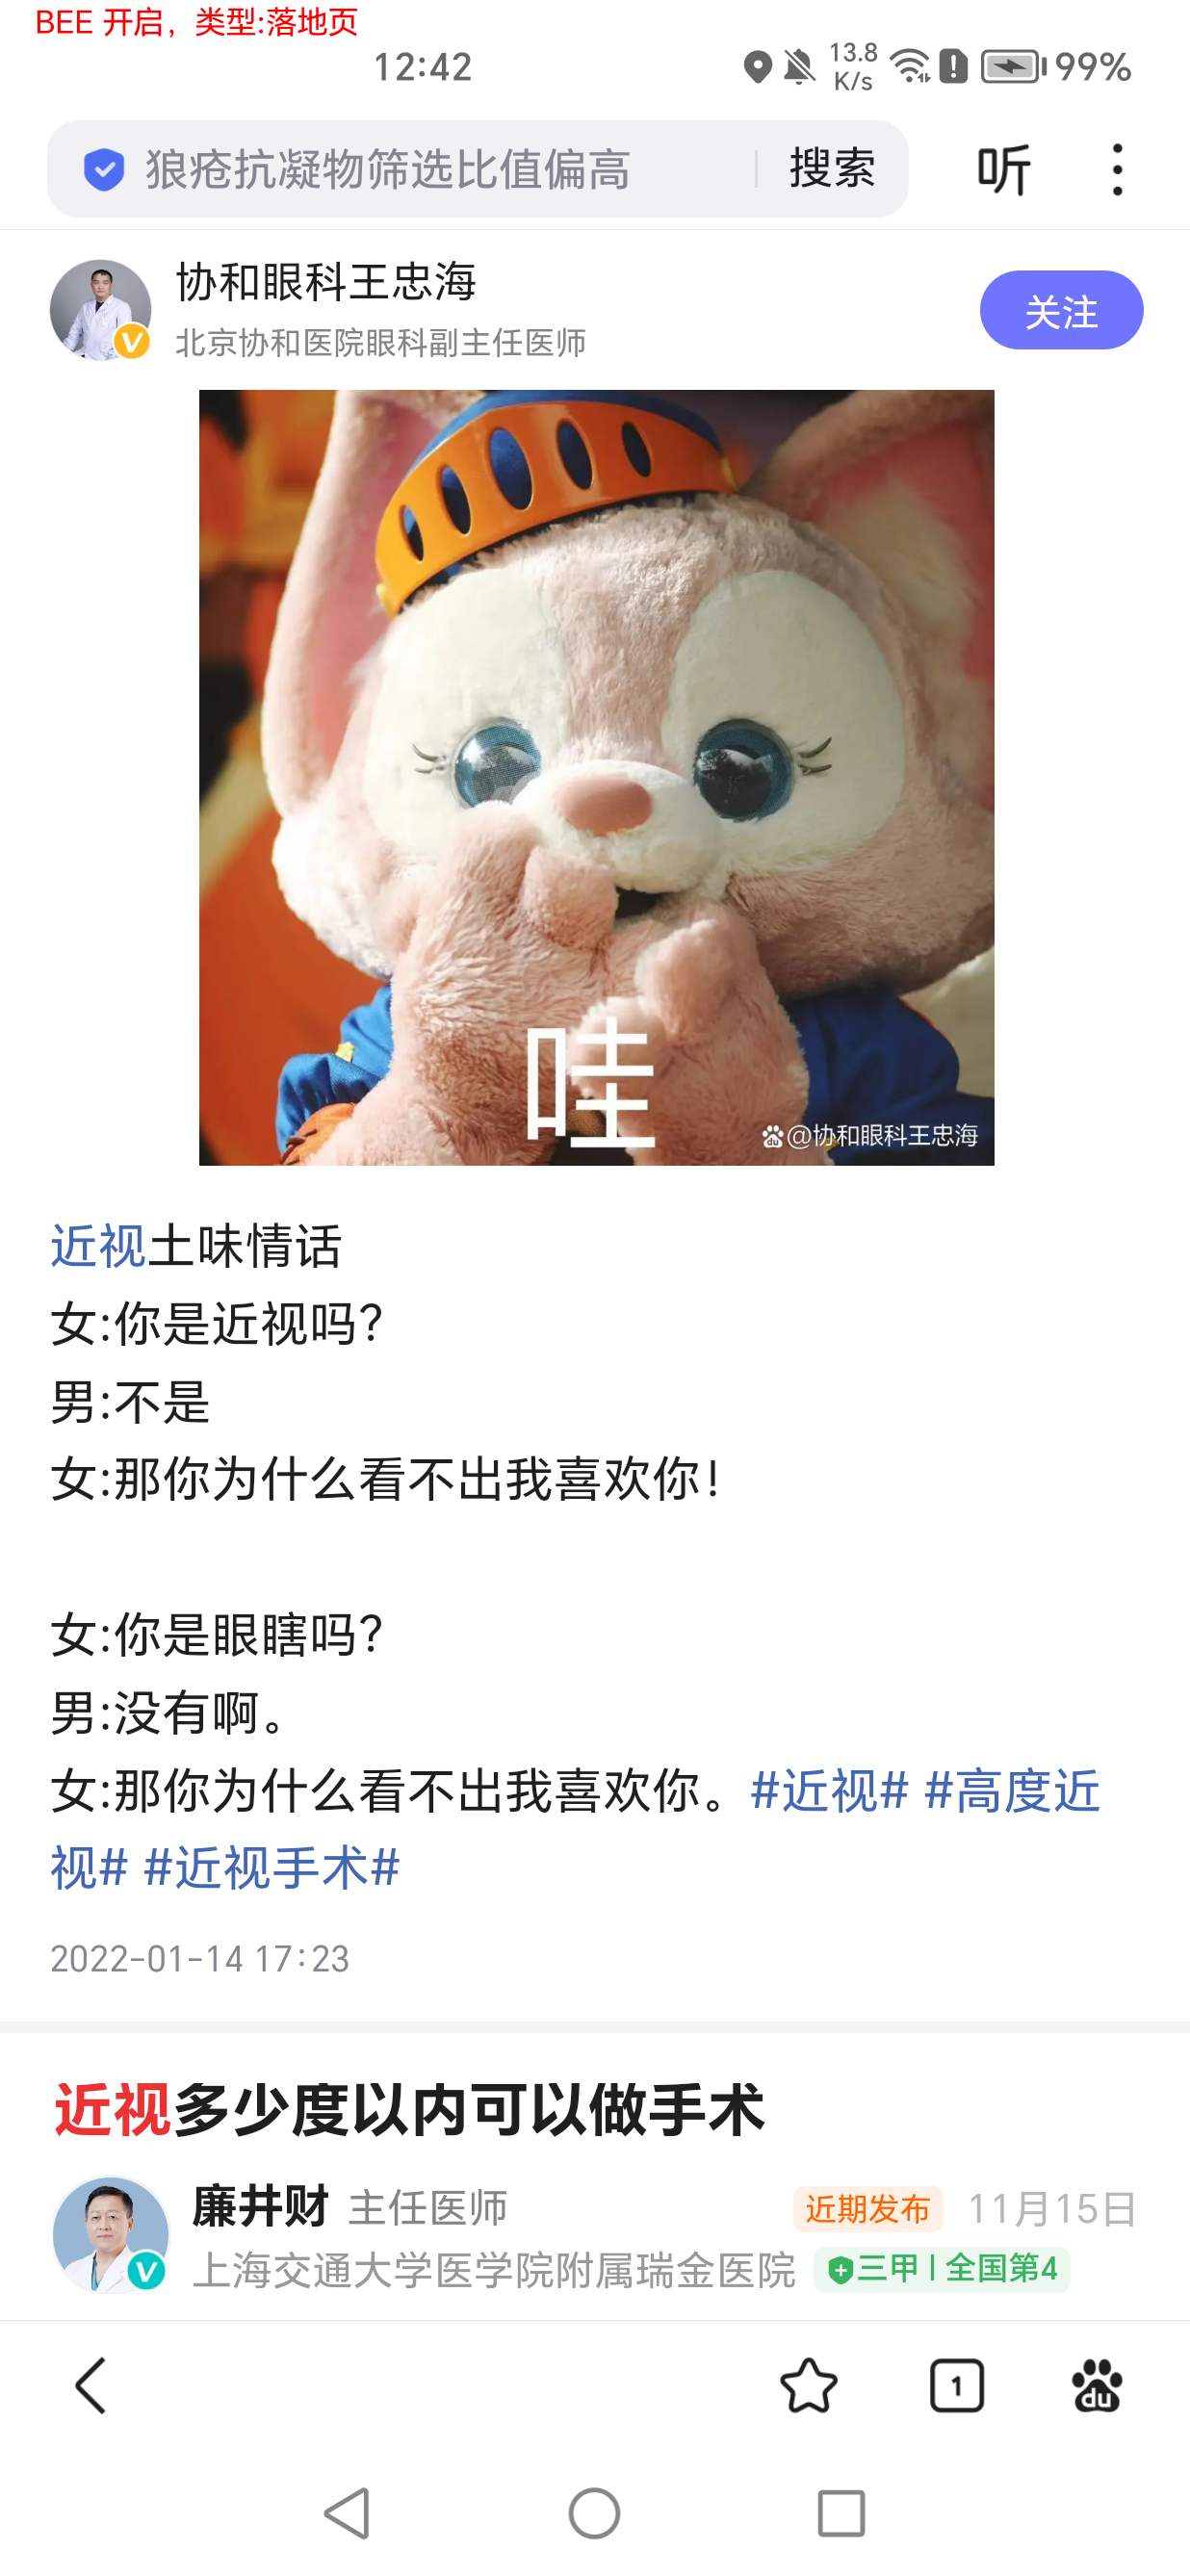 BEE 开启，类型:落地页
12:42
13.8
K/s
99%
狼疮抗凝物筛选比值偏高
搜索
听
协和眼科王忠海
北京协和医院眼科副主任医师
关注
哇
du@协和眼科王忠海
近视土味情话
女:你是近视吗?
男:不是
女:那你为什么看不出我喜欢你!
女:你是眼瞎吗?
男:没有啊。
女:那你为什么看不出我喜欢你。#近视# #高度近
视# #近视手术#
2022-01-14 17:23
近视多少度以内可以做手术
廉井财 主任医师
近期发布 11月15日
上海交通大学医学院附属瑞金医院
三甲 | 全国第4
1
du